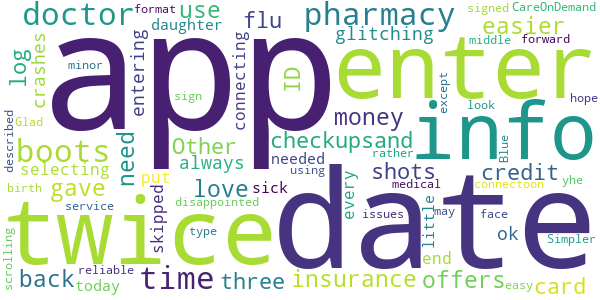 doctor
format
daughter
use
flu
pharmacy
signed
CareOnDemand
easier
middle
forward
log
crashes
minor
app
entering
connecting
glitching
ID
enter
except
look
hope
described
Glad
sign
money
info
boots
need
Other
checkupsand
rather
Blue
yhe
selecting
always
needed
using
shots
medical
credit
connectoon
birth
gave
put
love
sick
every
issues
may
face
service
skipped
disappointed
little
ok
Simpler
twice
date
type
scrolling
back
reliable
today
time
three
insurance
end
offers
easy
card